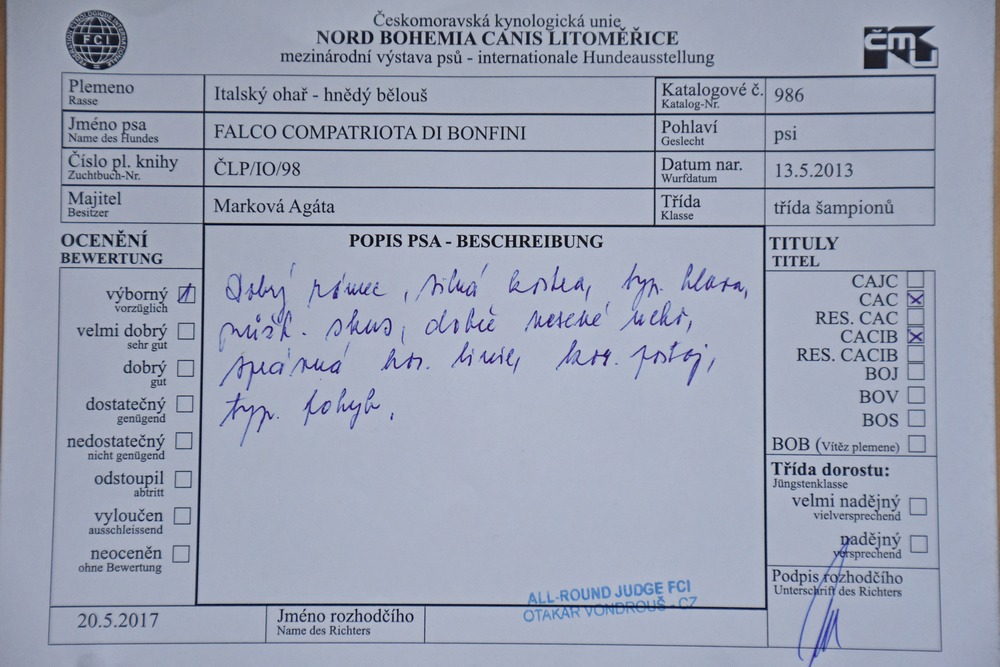 Českomoravská kynologická unie
NORD BOHEMIA CANIS LITOMĚŘICE
mezinárodní výstava psů - internationale Hundeausstellung
FCI
ČMKU
Plemeno
Rasse
Italský ohař - hnědý bělouš
Katalogové č.
Katalog-Nr.
986
Jméno psa
Name des Hundes
FALCO COMPATRIOTA DI BONFINI
Pohlaví
Geslecht
psi
Číslo pl. knihy
Zuchtbuch-Nr.
ČLP/IO/98
Datum nar.
Wurfdatum
13.5.2013
Majitel
Besitzer
Marková Agáta
Třída
Klasse
třída šampionů
OCENĚNÍ
BEWERTUNG
výborný
vorzüglich
velmi dobrý
sehr gut
dobrý
gut
dostatečný
genügend
nedostatečný
nicht genügend
odstoupil
abtritt
vyloučen
ausschleissend
neoceněn
ohne Bewertung
POPIS PSA - BESCHREIBUNG
Dobrý rámec, silná kostra, typ. hlava,
nůžk. skus, dobře nesené ucho,
správná hor. linie, kor. postoj,
typ. pohyb.
TITULY
TITEL
CAJC
CAC
RES. CAC
CACIB
RES. CACIB
BOJ
BOV
BOS
BOB (Vítěz plemene)
Třída dorostu:
Jüngstenklasse
velmi nadějný
vielversprechend
nadějný
versprechend
Podpis rozhodčího
Unterschrift des Richters
20.5.2017
Jméno rozhodčího
Name des Richters
ALL-ROUND JUDGE FCI
OTAKAR VONDROUŠ - CZ